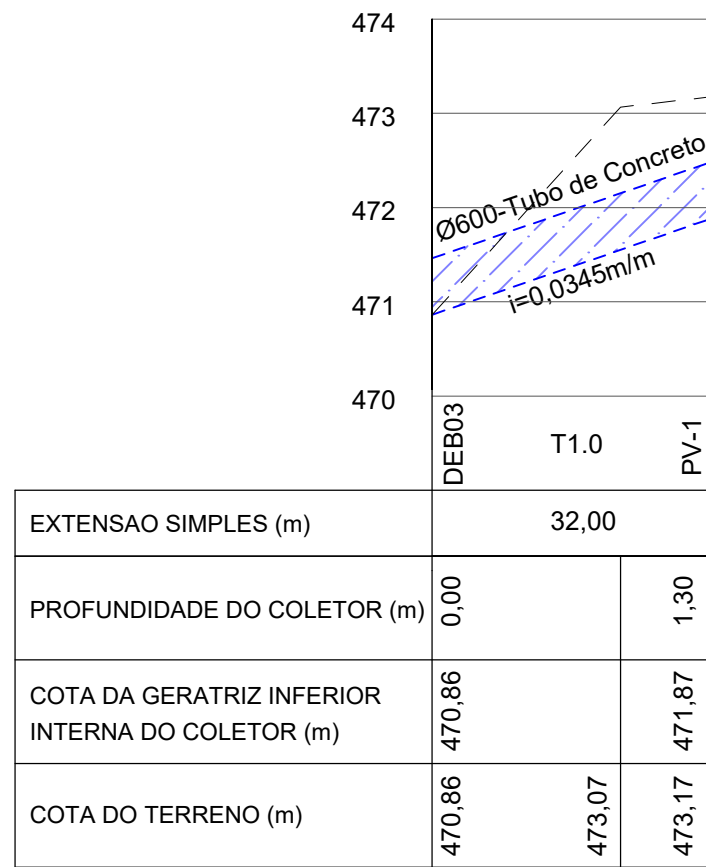 474
473
472
471
470
Ø600-Tubo de Concreto
i=0,0345m/m
DEB03
T1.0
PV-1
EXTENSAO SIMPLES (m)
32,00
PROFUNDIDADE DO COLETOR (m)
0,00
1,30
COTA DA GERATRIZ INFERIOR
INTERNA DO COLETOR (m)
470,86
471,87
COTA DO TERRENO (m)
470,86
473,07
473,17